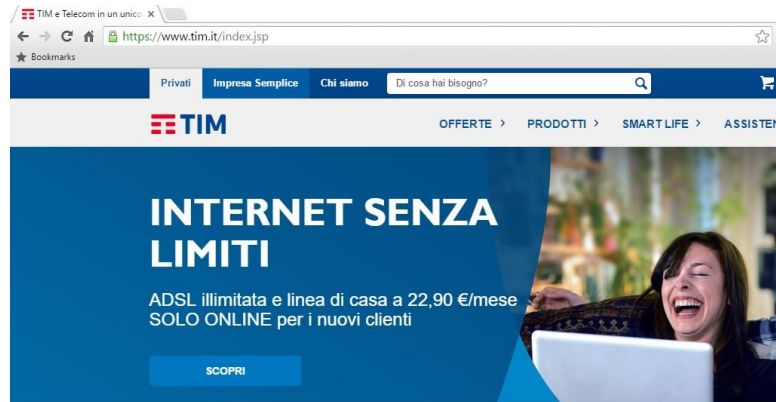 TIM e Telecom in un unico
https://www.tim.it/index.jsp
Bookmarks
Privati Impresa Semplice Chi siamo Di cosa hai bisogno?
TIM OFFERTE > PRODOTTI > SMART LIFE > ASSISTEN
INTERNET SENZA
LIMITI
ADSL illimitata e linea di casa a 22,90 €/mese
SOLO ONLINE per i nuovi clienti
SCOPRI